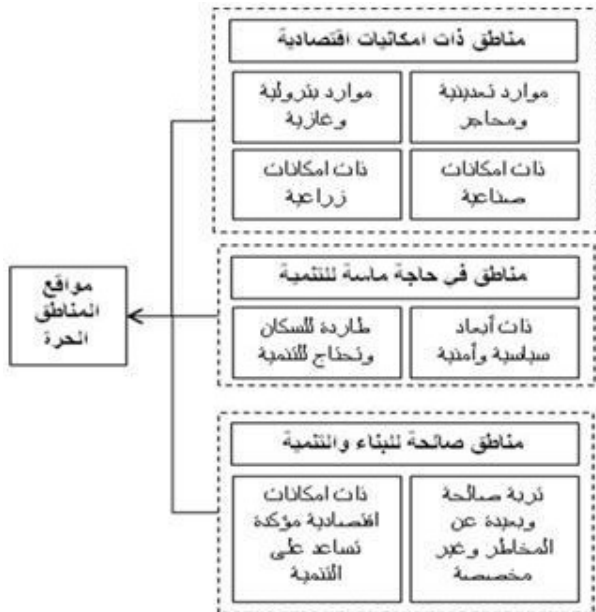 مناطق ذات امكانيات اقتصادية
موارد تعدينية
ومحاجر
موارد بترولية
وغازية
ذات امكانات
صناعية
ذات امكانات
زراعية
مناطق في حاجة ماسة للتنمية
ذات أبعاد
سياسية وأمنية
طاردة للسكان
وتحتاج للتنمية
مناطق صالحة للبناء والتنمية
تربة صالحة
وبعيدة عن
المخاطر وغير
مخصصة
ذات امكانات
اقتصادية مؤكدة
تساعد على
التنمية
مواقع
المناطق
الحرة